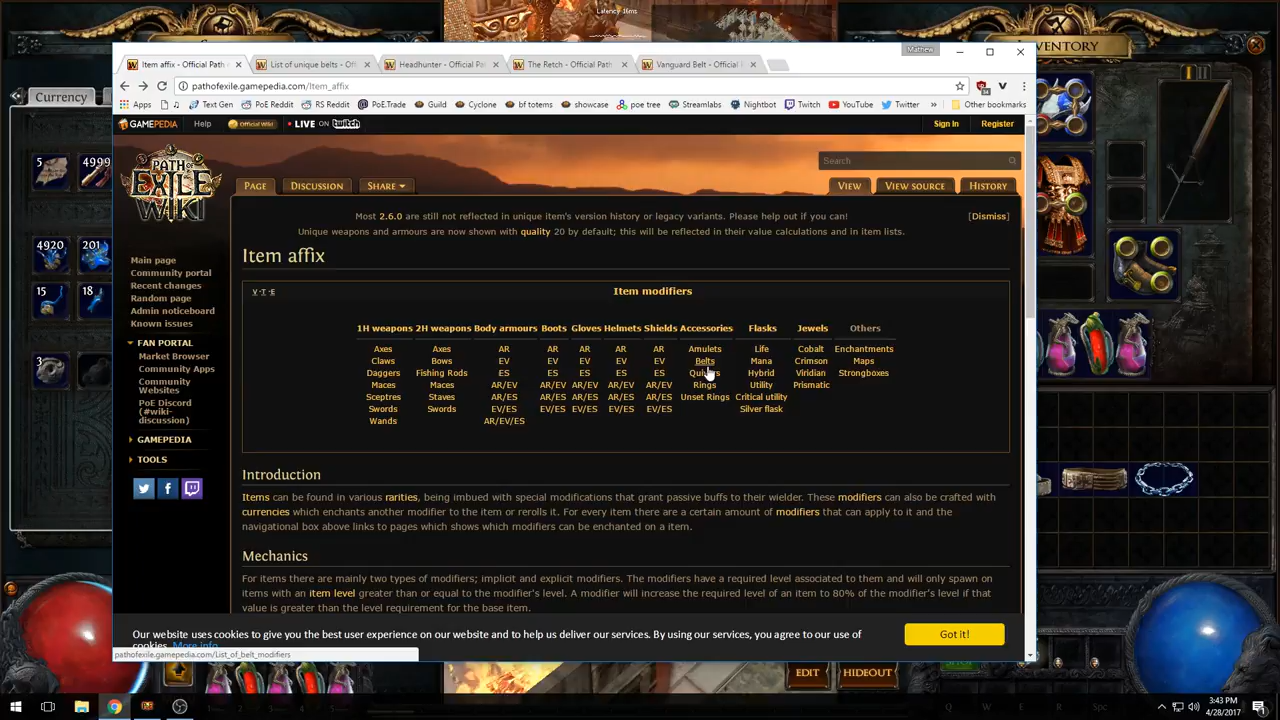 Latency 16ms
Mathew
INVENTORY
Item affix - Official Path
List of unique belts - Offi
Headhunter - Official Pa
The Retch - Official Path
Vanguard Belt - Official
pathofexile.gamepedia.com/Item_affix
Currency
Apps
Text Gen
PoE Reddit
RS Reddit
PoE.Trade
Guild
Cyclone
bf totems
showcase
poe tree
Streamlabs
Nightbot
Twitch
YouTube
Twitter
»
Other bookmarks
GAMEPEDIA
Help
Official Wiki
LIVE ON twitch
Sign In
Register
Search
PATH OF EXILE WIKI
PAGE
DISCUSSION
SHARE
VIEW
VIEW SOURCE
HISTORY
5
4999
4920
201
15
18
3
Most 2.6.0 are still not reflected in unique item's version history or legacy variants. Please help out if you can!
[Dismiss]
Unique weapons and armours are now shown with quality 20 by default; this will be reflected in their value calculations and in item lists.
Main page
Community portal
Recent changes
Random page
Admin noticeboard
Known issues
FAN PORTAL
Market Browser
Community Apps
Community
Websites
PoE Discord
(#wiki-
discussion)
GAMEPEDIA
TOOLS
Item affix
V · T · E
Item modifiers
1H weapons 2H weapons Body armours Boots Gloves Helmets Shields Accessories Flasks Jewels Others
Axes Axes AR AR AR AR AR Amulets Life Cobalt Enchantments
Claws Bows EV EV EV EV EV Belts Mana Crimson Maps
Daggers Fishing Rods ES ES ES ES ES Quivers Hybrid Viridian Strongboxes
Maces Maces AR/EV AR/EV AR/EV AR/EV AR/EV Rings Utility Prismatic
Sceptres Staves AR/ES AR/ES AR/ES AR/ES AR/ES Unset Rings Critical utility
Swords Swords EV/ES EV/ES EV/ES EV/ES EV/ES Silver flask
Wands AR/EV/ES
Introduction
Items can be found in various rarities, being imbued with special modifications that grant passive buffs to their wielder. These modifiers can also be crafted with
currencies which enchants another modifier to the item or rerolls it. For every item there are a certain amount of modifiers that can apply to it and the
navigational box above links to pages which shows which modifiers can be enchanted on a item.
Mechanics
For items there are mainly two types of modifiers; implicit and explicit modifiers. The modifiers have a required level associated to them and will only spawn on
items with an item level greater than or equal to the modifier's level. A modifier will increase the required level of an item to 80% of the modifier's level if that
value is greater than the level requirement for the base item.
Our website uses cookies to give you the best user experience on our website and to help us deliver our services. By using our services, you agree to our use of
cookies. More info
Got it!
pathofexile.gamepedia.com/List_of_belt_modifiers
EXIT
HIDEOUT
3:43 PM
4/28/2017